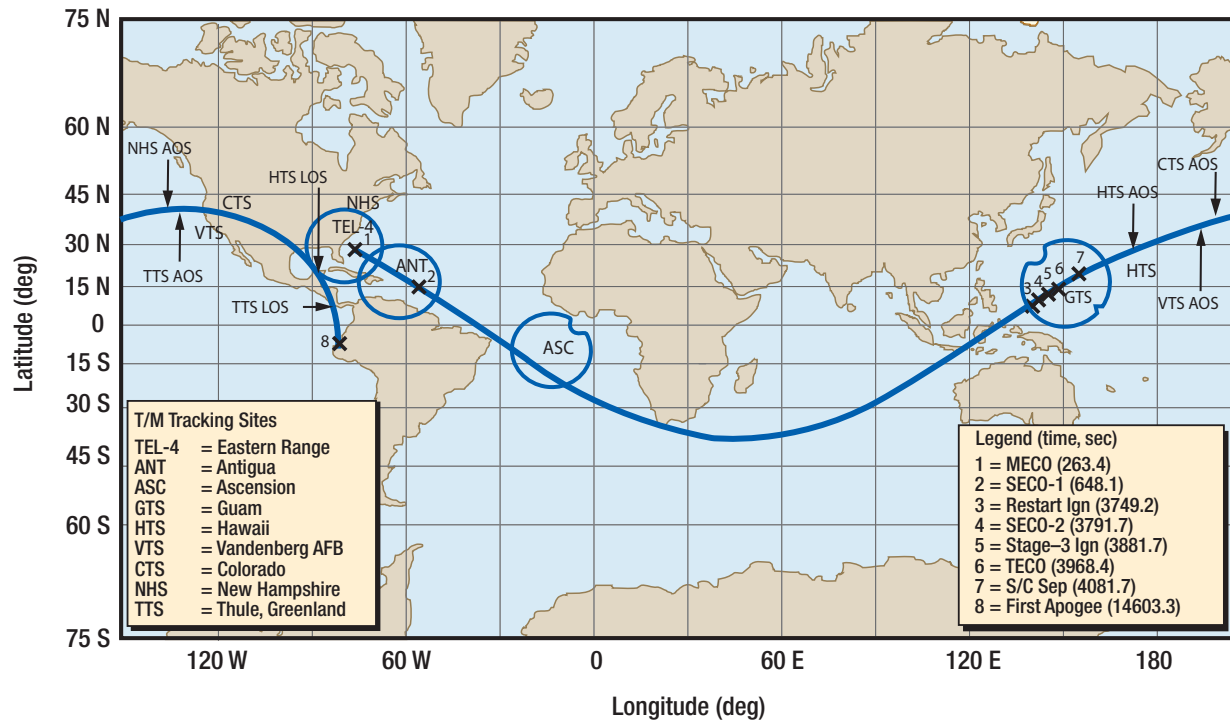 75 N
60 N
45 N
30 N
15 N
0
15 S
30 S
45 S
60 S
75 S
Latitude (deg)
NHS AOS
HTS LOS
CTS
VTS
TTS AOS
TTS LOS
8
NHS
TEL-4
1
ANT
2
ASC
3
4
5
6
7
GTS
CTS AOS
HTS AOS
HTS
VTS AOS
T/M Tracking Sites
TEL-4 = Eastern Range
ANT = Antigua
ASC = Ascension
GTS = Guam
HTS = Hawaii
VTS = Vandenberg AFB
CTS = Colorado
NHS = New Hampshire
TTS = Thule, Greenland
Legend (time, sec)
1 = MECO (263.4)
2 = SECO-1 (648.1)
3 = Restart Ign (3749.2)
4 = SECO-2 (3791.7)
5 = Stage–3 Ign (3881.7)
6 = TECO (3968.4)
7 = S/C Sep (4081.7)
8 = First Apogee (14603.3)
120 W
60 W
0
60 E
120 E
180
Longitude (deg)